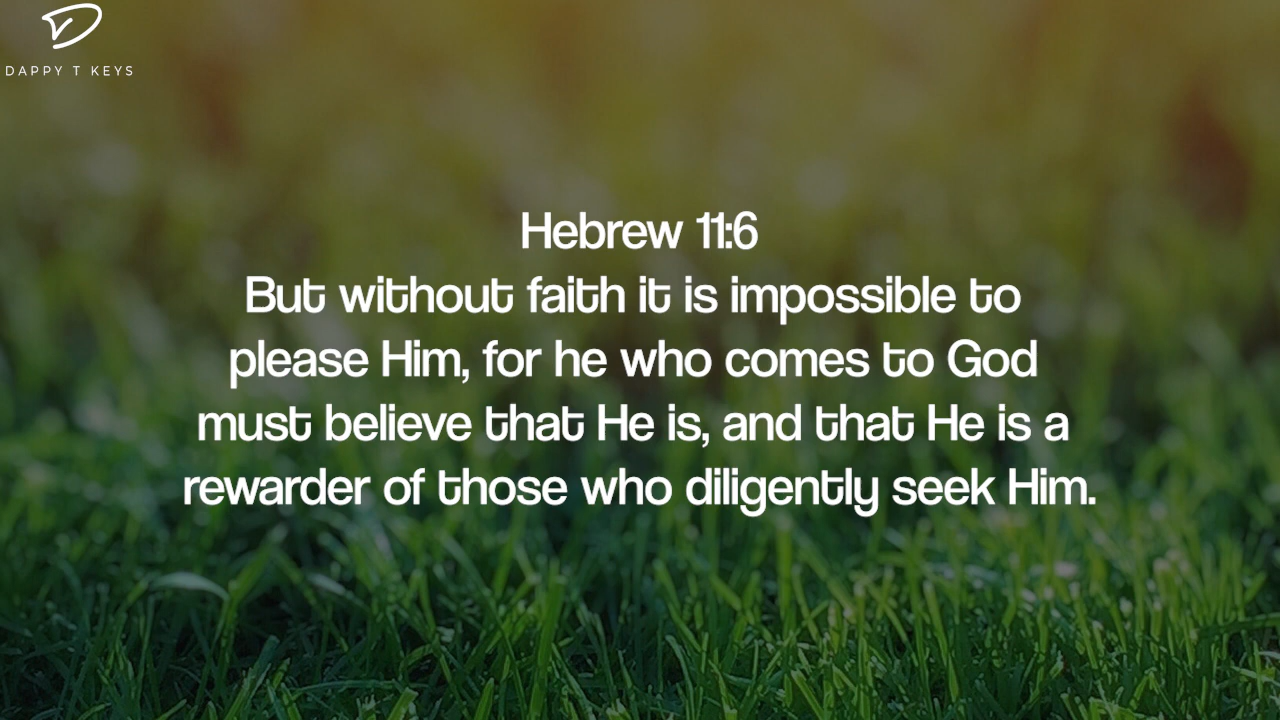 DAPPY T KEYS
Hebrew 11:6
But without faith it is impossible to
please Him, for he who comes to God
must believe that He is, and that He is a
rewarder of those who diligently seek Him.